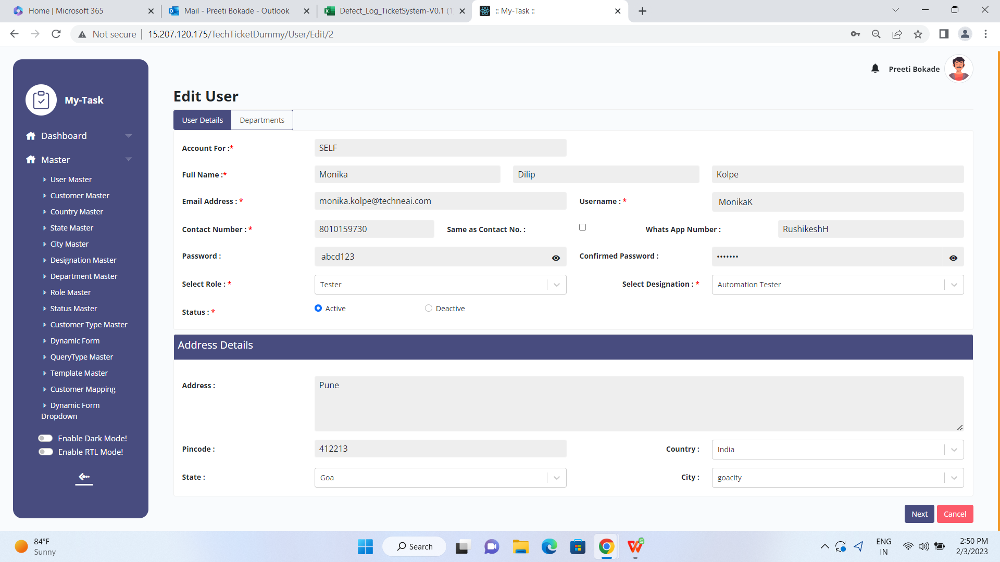 Home | Microsoft 365
Mail - Preeti Bokade - Outlook
Defect_Log_TicketSystem-V0.1 (1
:: My-Task ::
Not secure | 15.207.120.175/TechTicketDummy/User/Edit/2
Preeti Bokade
My-Task
Dashboard
Master
User Master
Customer Master
Country Master
State Master
City Master
Designation Master
Department Master
Role Master
Status Master
Customer Type Master
Dynamic Form
QueryType Master
Template Master
Customer Mapping
Dynamic Form
Dropdown
Enable Dark Mode!
Enable RTL Mode!
Edit User
User Details Departments
Account For :* SELF
Full Name :* Monika Dilip Kolpe
Email Address : * monika.kolpe@techneai.com Username : * MonikaK
Contact Number : * 8010159730 Same as Contact No. : Whats App Number : RushikeshH
Password : abcd123 Confirmed Password : •••••••
Select Role : * Tester Select Designation : * Automation Tester
Status : * Active Deactive
Address Details
Address : Pune
Pincode : 412213 Country : India
State : Goa City : goacity
Next Cancel
84°F
Sunny
Search
ENG
IN
2:50 PM
2/3/2023